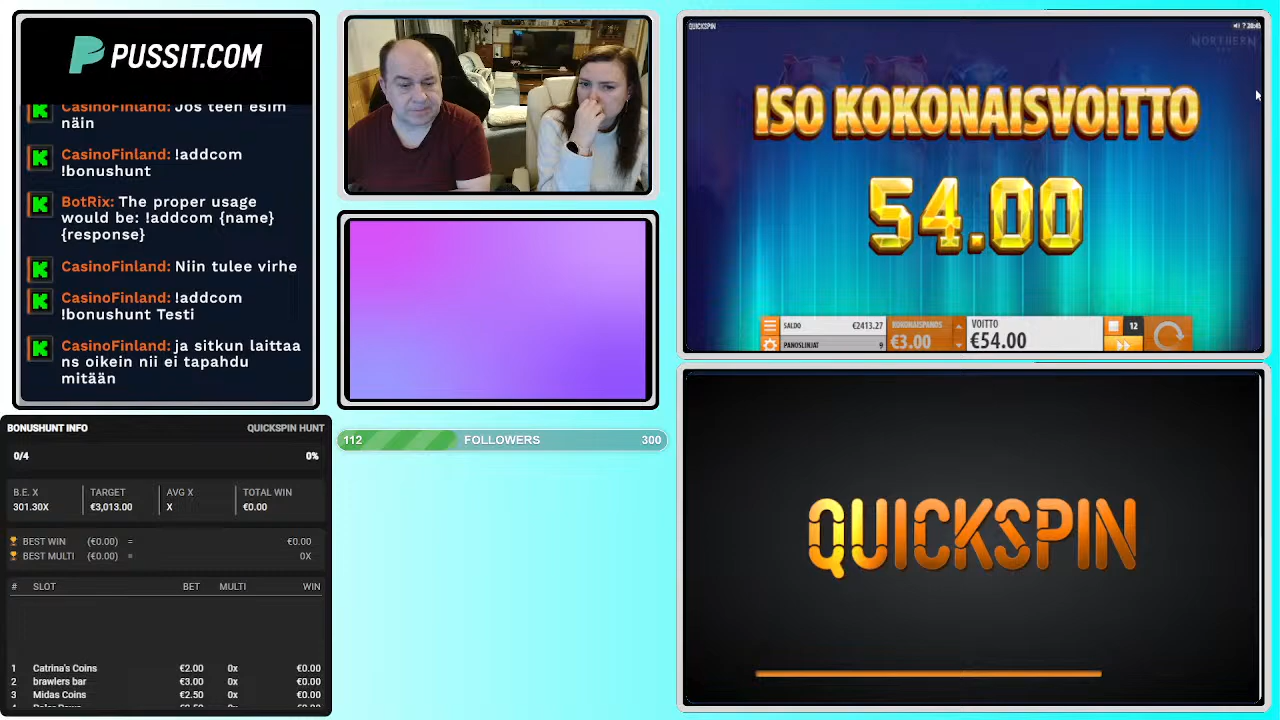 PUSSIT.COM
CasinoFinland: Jos teen esim
näin
CasinoFinland: !addcom
!bonushunt
BotRix: The proper usage
would be: !addcom {name}
{response}
CasinoFinland: Niin tulee virhe
CasinoFinland: !addcom
!bonushunt Testi
CasinoFinland: ja sitkun laittaa
ns oikein nii ei tapahdu
mitään
BONUSHUNT INFO QUICKSPIN HUNT
0/4 0%
B.E. X TARGET AVG X TOTAL WIN
301.30X €3,013.00 X €0.00
BEST WIN (€0.00) = €0.00
BEST MULTI (€0.00) = 0X
# SLOT BET MULTI WIN
1 Catrina's Coins €2.00 0x €0.00
2 brawlers bar €3.00 0x €0.00
3 Midas Coins €2.50 0x €0.00
112 FOLLOWERS 300
QUICKSPIN
20:45
NORTHERN
ISO KOKONAISVOITTO
54.00
SALDO €2413.27
PANOSLINJAT 9
KOKONAISPANOS
€3.00
VOITTO
€54.00
12
QUICKSPIN